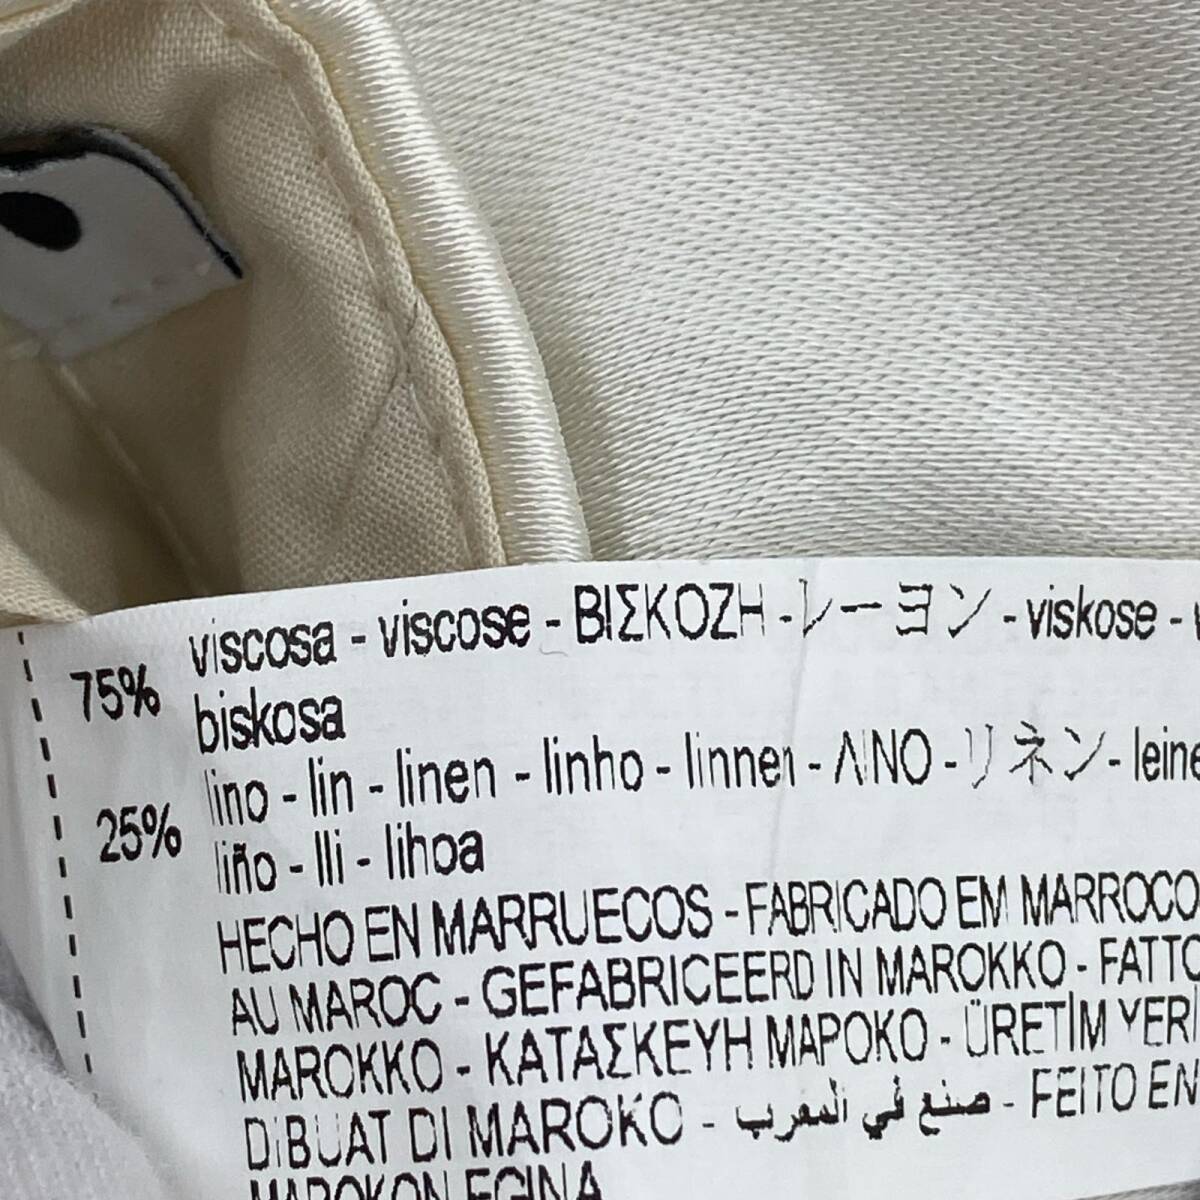 viscosa - viscose - ΒΙΣΚΟΖΗ - レーヨン - viskose -
75%
biskosa
lino - lin - linen - linho - linnen - ΛΙΝΟ - リネン - leine
25%
liño - lli - lihoa
HECHO EN MARRUECOS - FABRICADO EM MARROCO
AU MAROC - GEFABRICEERD IN MAROKKO - FATTO
MAROKKO - ΚΑΤΑΣΚΕΥΗ ΜΑΡΟΚΟ - ÜRETİM YERİ
DIBUAT DI MAROKO - صنع في المغرب - FEITO EN
MAROKON EGINA